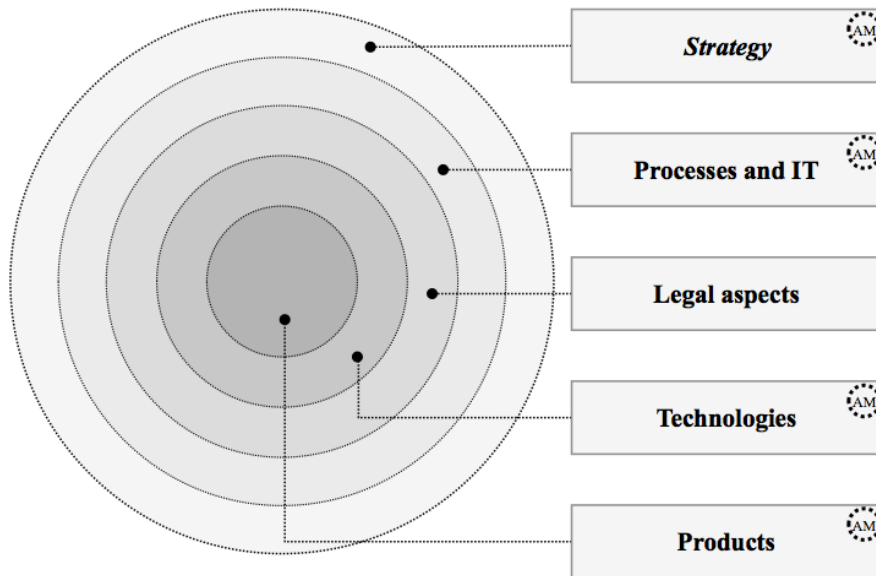 AM
Strategy
AM
Processes and IT
Legal aspects
AM
Technologies
AM
Products